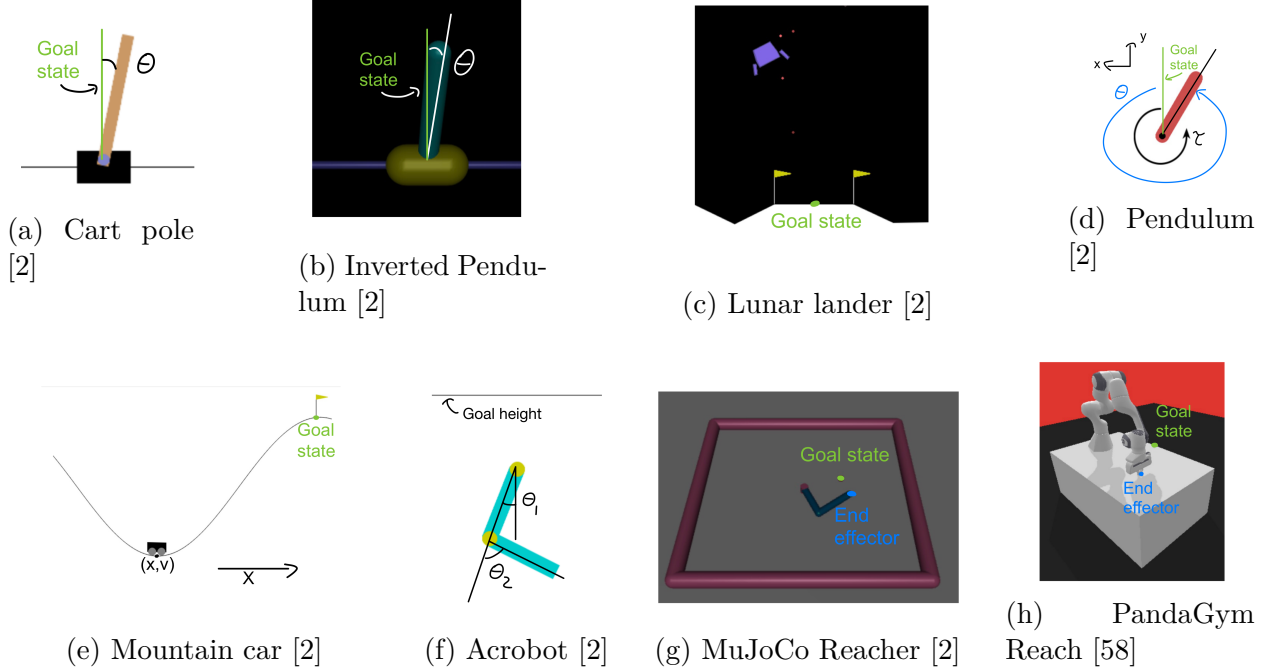 Goal
state
θ
(a) Cart pole
[2]
Goal
state
θ
(b) Inverted Pendu-
lum [2]
Goal state
(c) Lunar lander [2]
y
x
Goal
state
θ
τ
(d) Pendulum
[2]
Goal
state
(x,v)
X
(e) Mountain car [2]
Goal height
θ1
θ2
(f) Acrobot [2]
Goal state
End
effector
(g) MuJoCo Reacher [2]
Goal
state
End
effector
(h) PandaGym
Reach [58]